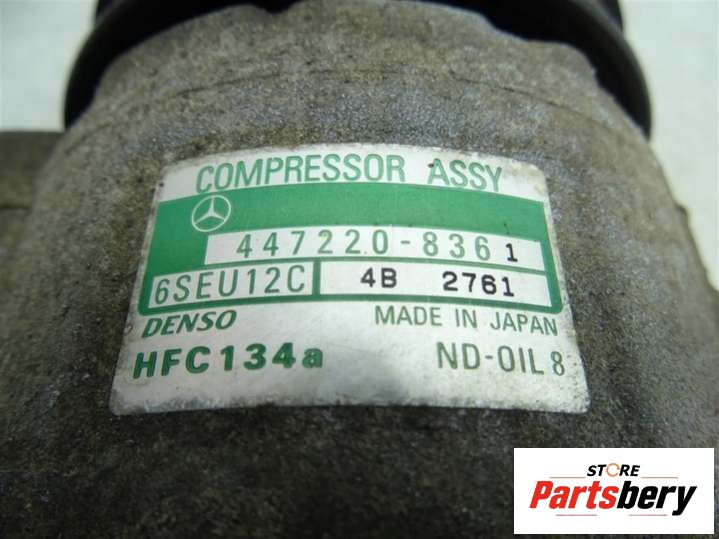 COMPRESSOR ASSY
447220-8361
6SEU12C 4B 2761
DENSO MADE IN JAPAN
HFC134a ND-OIL 8
STORE
Partsbery